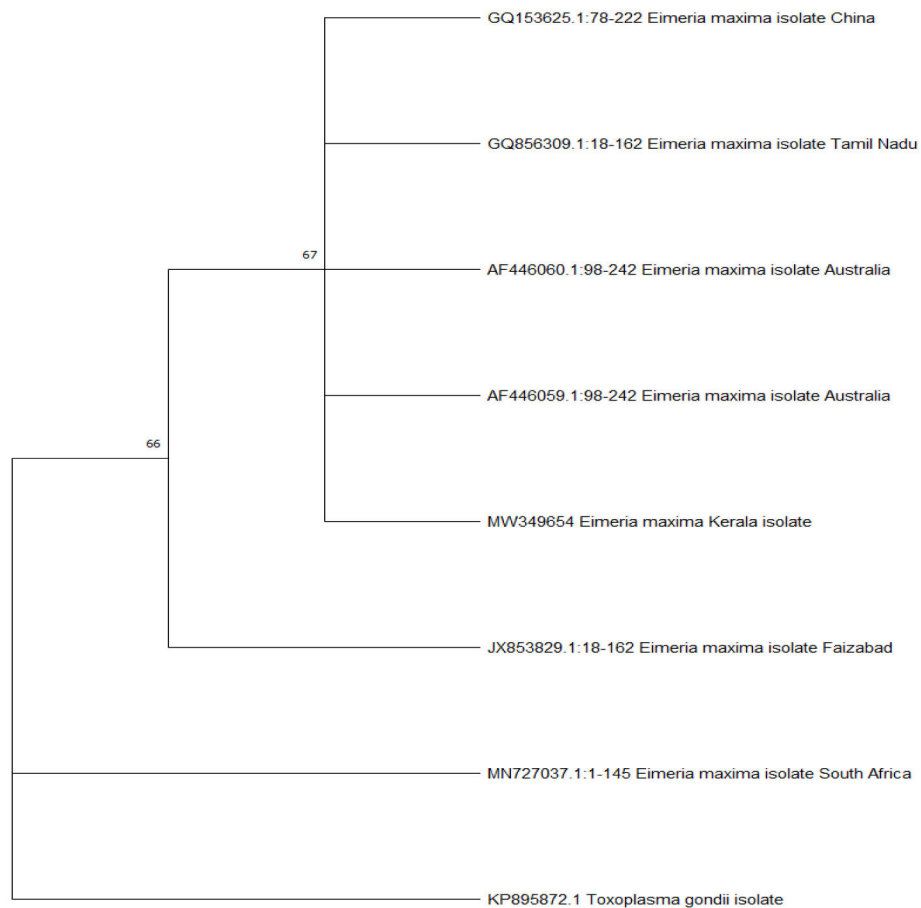 GQ153625.1:78-222 Eimeria maxima isolate China
GQ856309.1:18-162 Eimeria maxima isolate Tamil Nadu
67
AF446060.1:98-242 Eimeria maxima isolate Australia
AF446059.1:98-242 Eimeria maxima isolate Australia
66
MW349654 Eimeria maxima Kerala isolate
JX853829.1:18-162 Eimeria maxima isolate Faizabad
MN727037.1:1-145 Eimeria maxima isolate South Africa
KP895872.1 Toxoplasma gondii isolate